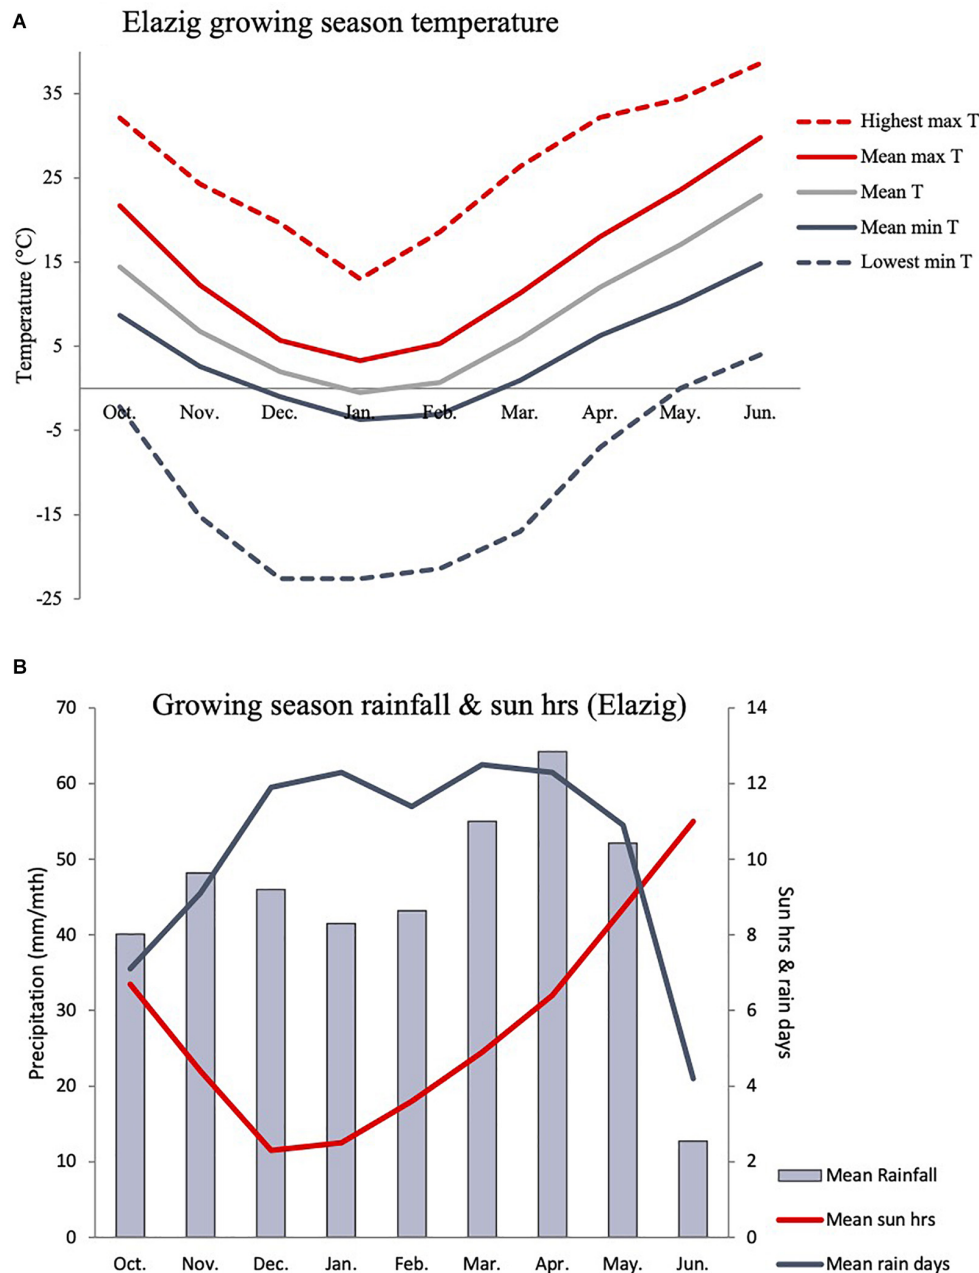 A
Elazig growing season temperature
35
25
15
5
-5
-15
-25
Temperature (°C)
Oct. Nov. Dec. Jan. Feb. Mar. Apr. May. Jun.
Highest max T
Mean max T
Mean T
Mean min T
Lowest min T
B
Growing season rainfall & sun hrs (Elazig)
70
60
50
40
30
20
10
0
Precipitation (mm/mth)
14
12
10
8
6
4
2
0
Sun hrs & rain days
Oct. Nov. Dec. Jan. Feb. Mar. Apr. May. Jun.
Mean Rainfall
Mean sun hrs
Mean rain days